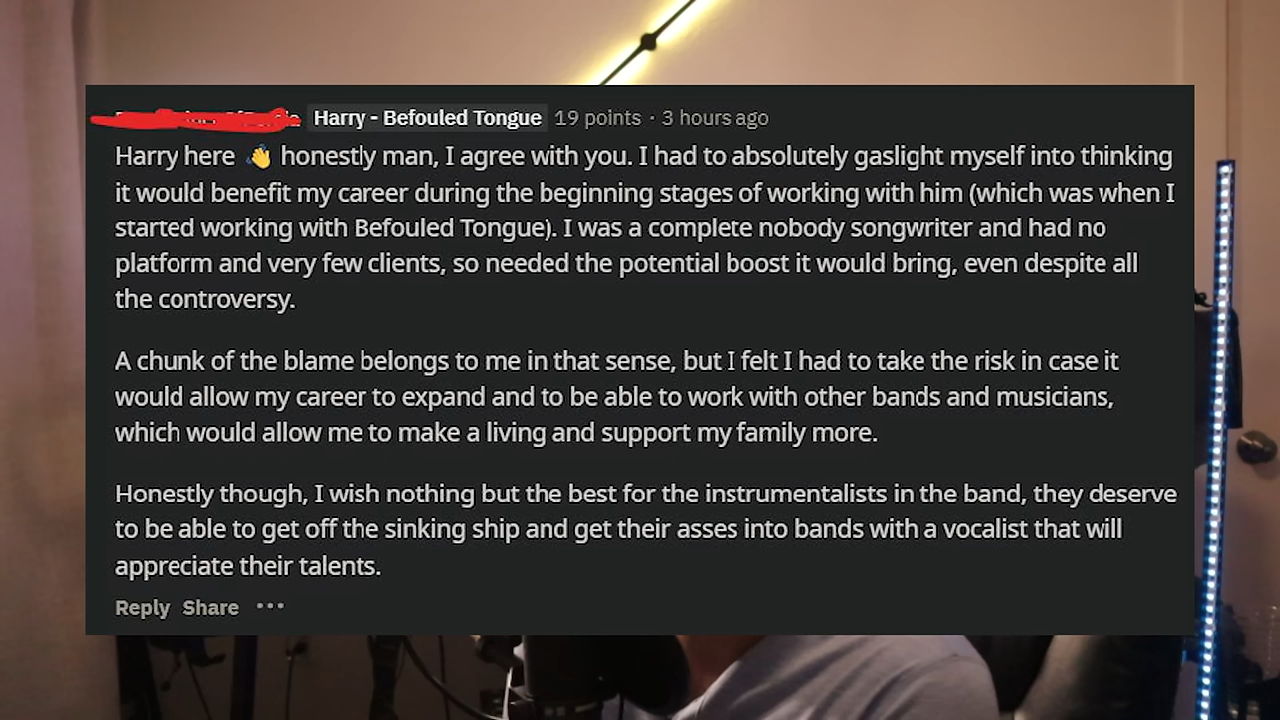 Harry - Befouled Tongue 19 points · 3 hours ago
Harry here 👋 honestly man, I agree with you. I had to absolutely gaslight myself into thinking
it would benefit my career during the beginning stages of working with him (which was when I
started working with Befouled Tongue). I was a complete nobody songwriter and had no
platform and very few clients, so needed the potential boost it would bring, even despite all
the controversy.
A chunk of the blame belongs to me in that sense, but I felt I had to take the risk in case it
would allow my career to expand and to be able to work with other bands and musicians,
which would allow me to make a living and support my family more.
Honestly though, I wish nothing but the best for the instrumentalists in the band, they deserve
to be able to get off the sinking ship and get their asses into bands with a vocalist that will
appreciate their talents.
Reply Share •••